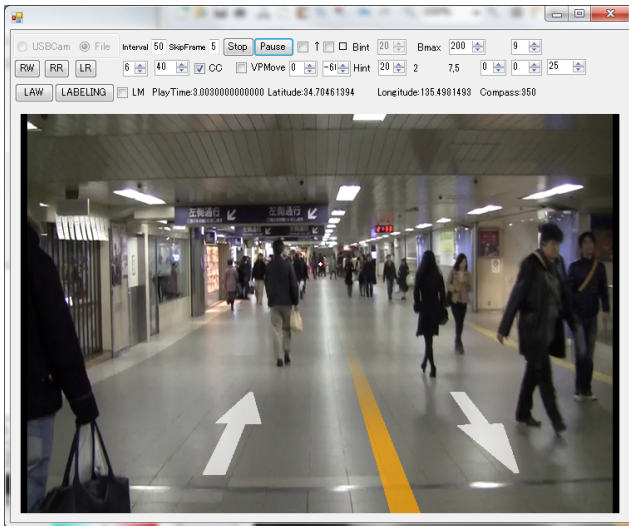 USBCam File Interval 50 SkipFrame 5 Stop Pause ↑ □ Bint 20 Bmax 200 9
RW RR LR 6 40 CC VPMove 0 -6 Hint 20 2 7,5 0 0 25
LAW LABELING LM PlayTime:3.0030000000000 Latitude:34.70461394 Longitude:135.4981493 Compass:350
左側通行
左側通行